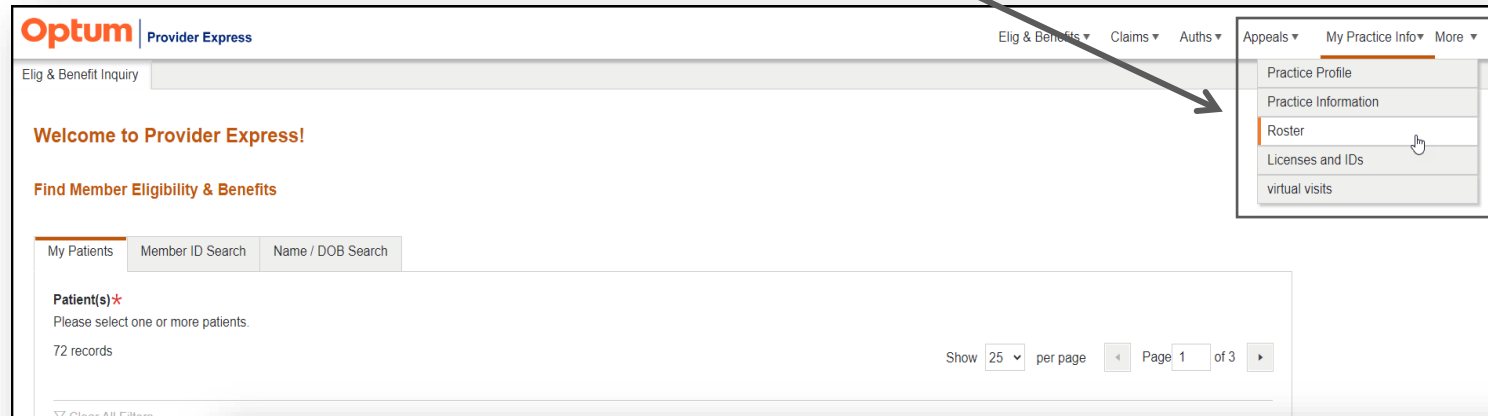 Optum Provider Express
Elig & Benefits Claims Auths Appeals My Practice Info More
Elig & Benefit Inquiry
Practice Profile
Practice Information
Roster
Licenses and IDs
virtual visits
Welcome to Provider Express!
Find Member Eligibility & Benefits
My Patients Member ID Search Name / DOB Search
Patient(s)*
Please select one or more patients.
72 records
Show 25 per page Page 1 of 3
Clear All Filters